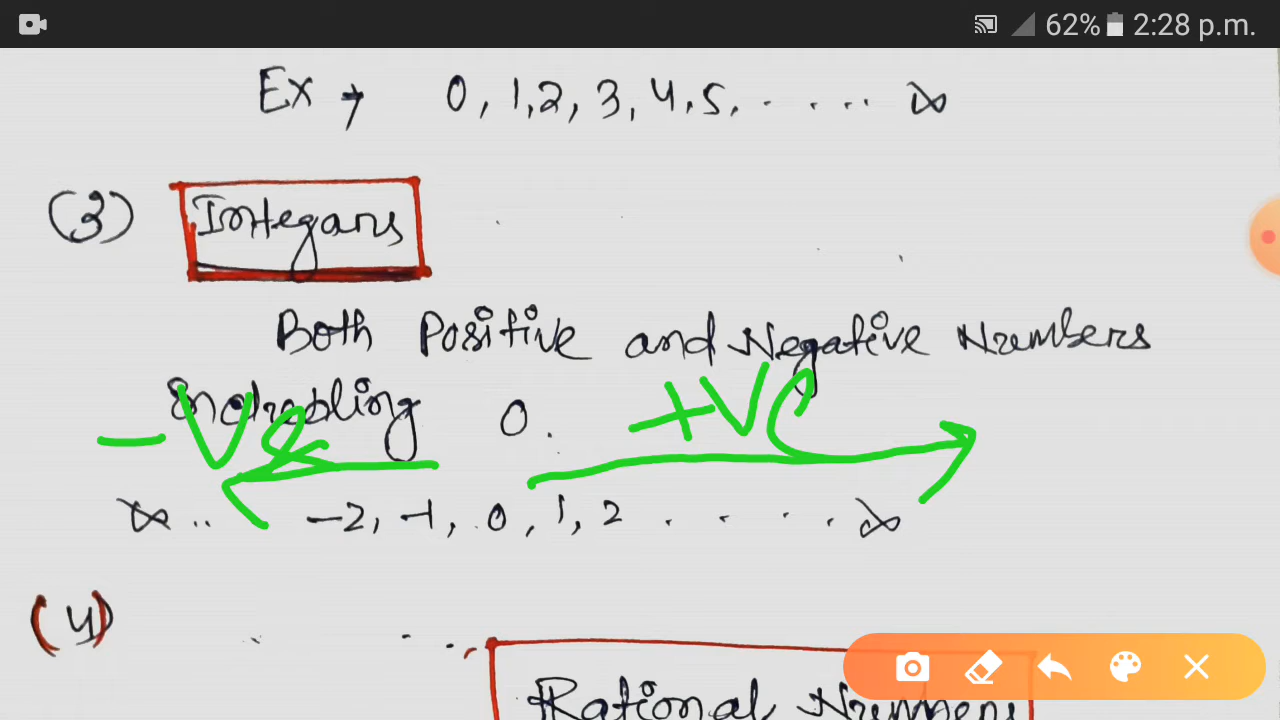 62% 2:28 p.m.
Ex → 0, 1, 2, 3, 4, 5, . . . . . ∞
(3) Integars
Both Positive and Negative Numbers
0.
-Ve +Ve
∞ .. -2, -1, 0, 1, 2 . . . . ∞
(4)
Rational Numbers